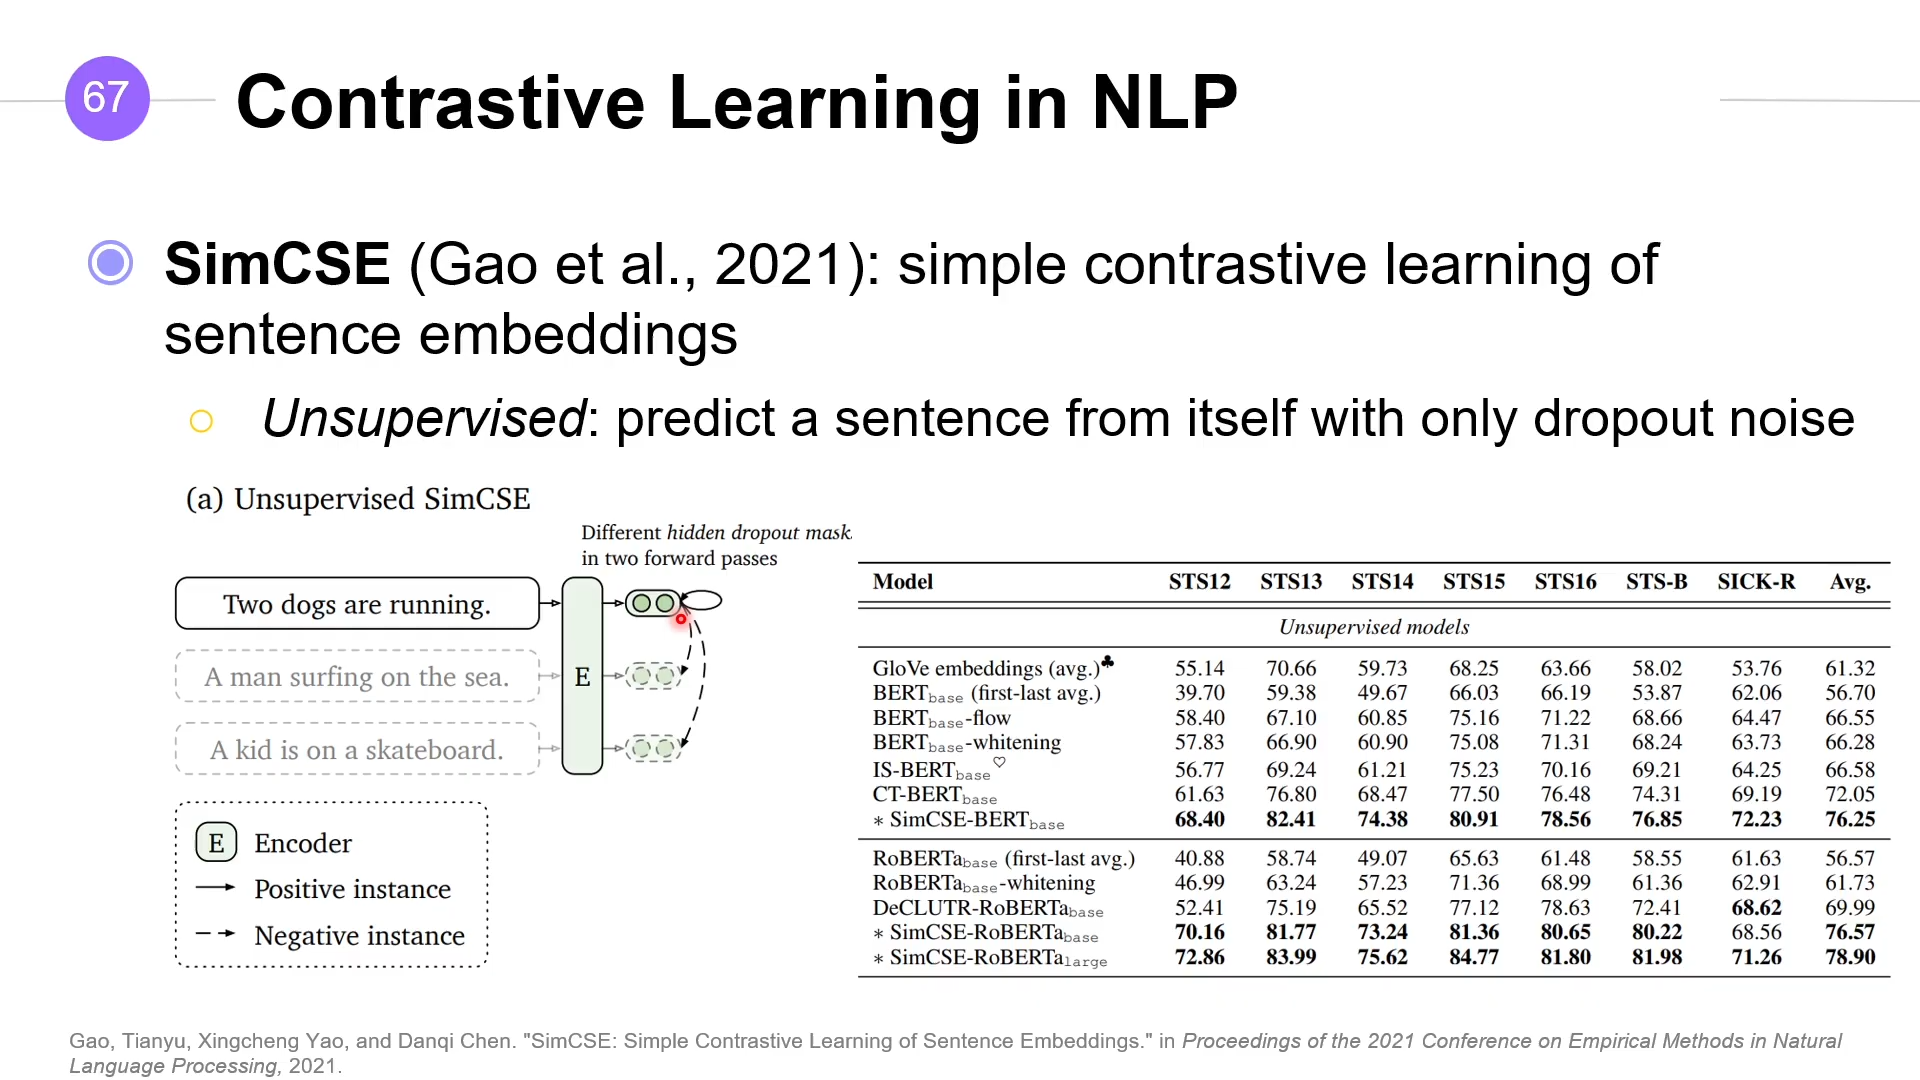 67
Contrastive Learning in NLP
SimCSE (Gao et al., 2021): simple contrastive learning of
sentence embeddings
Unsupervised: predict a sentence from itself with only dropout noise
(a) Unsupervised SimCSE
Different hidden dropout mask
in two forward passes
Two dogs are running.
A man surfing on the sea.
A kid is on a skateboard.
E
E Encoder
Positive instance
Negative instance
Model STS12 STS13 STS14 STS15 STS16 STS-B SICK-R Avg.
Unsupervised models
GloVe embeddings (avg.)♣ 55.14 70.66 59.73 68.25 63.66 58.02 53.76 61.32
BERTbase (first-last avg.) 39.70 59.38 49.67 66.03 66.19 53.87 62.06 56.70
BERTbase-flow 58.40 67.10 60.85 75.16 71.22 68.66 64.47 66.55
BERTbase-whitening 57.83 66.90 60.90 75.08 71.31 68.24 63.73 66.28
IS-BERTbase♡ 56.77 69.24 61.21 75.23 70.16 69.21 64.25 66.58
CT-BERTbase 61.63 76.80 68.47 77.50 76.48 74.31 69.19 72.05
∗ SimCSE-BERTbase 68.40 82.41 74.38 80.91 78.56 76.85 72.23 76.25
RoBERTabase (first-last avg.) 40.88 58.74 49.07 65.63 61.48 58.55 61.63 56.57
RoBERTabase-whitening 46.99 63.24 57.23 71.36 68.99 61.36 62.91 61.73
DeCLUTR-RoBERTabase 52.41 75.19 65.52 77.12 78.63 72.41 68.62 69.99
∗ SimCSE-RoBERTabase 70.16 81.77 73.24 81.36 80.65 80.22 68.56 76.57
∗ SimCSE-RoBERTalarge 72.86 83.99 75.62 84.77 81.80 81.98 71.26 78.90
Gao, Tianyu, Xingcheng Yao, and Danqi Chen. "SimCSE: Simple Contrastive Learning of Sentence Embeddings." in Proceedings of the 2021 Conference on Empirical Methods in Natural
Language Processing, 2021.